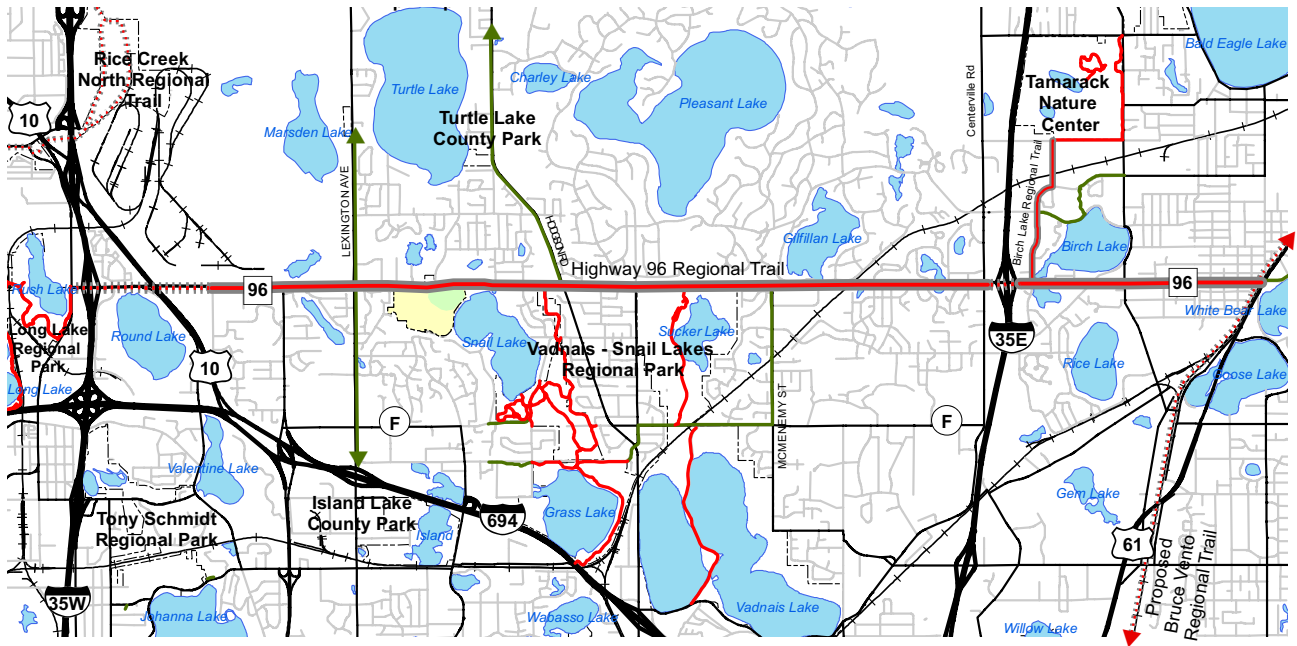 Rice Creek
North Regional
Trail
10
Marsden Lake
Turtle Lake
Charley Lake
Turtle Lake
County Park
Pleasant Lake
Centerville Rd
Tamarack
Nature
Center
Bald Eagle Lake
LEXINGTON AVE
HODGSON RD
Gilfillan Lake
Birch Lake Regional Trail
Birch Lake
Highway 96 Regional Trail
96
96
Rush Lake
Round Lake
Long Lake
Regional
Park
Long Lake
10
Snail Lake
Sucker Lake
Vadnais - Snail Lakes
Regional Park
35E
Rice Lake
White Bear Lake
Goose Lake
F
F
MCMENEMY ST
Valentine Lake
Island Lake
County Park
Island
694
Grass Lake
Gem Lake
Tony Schmidt
Regional Park
35W
Johanna Lake
Wabasso Lake
Vadnais Lake
Willow Lake
61
Proposed
Bruce Vento
Regional Trail